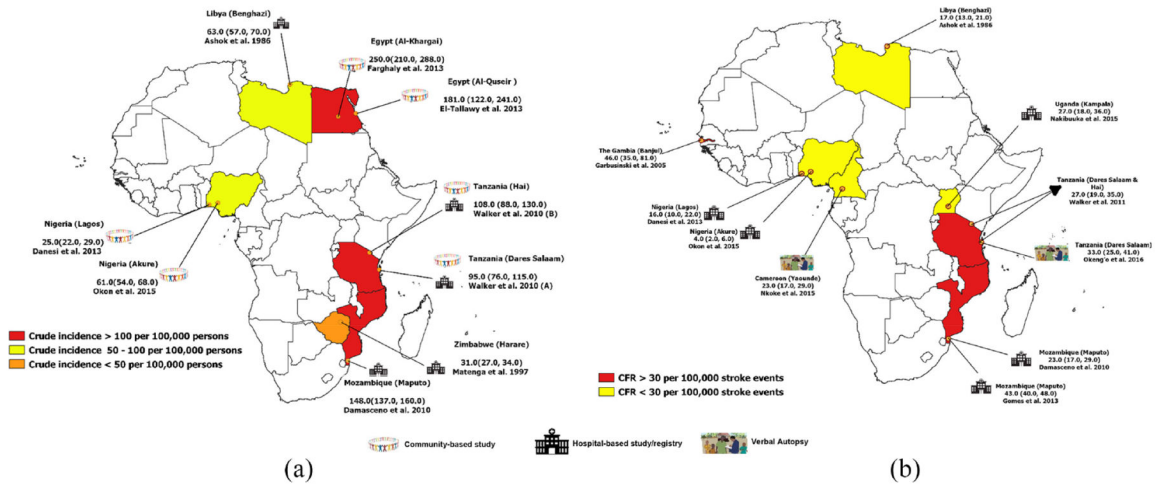 (a)
Libya (Benghazi)
63.0 (57.0, 70.0)
Ashok et al. 1986
Egypt (Al-Khargai)
250.0(210.0, 288.0)
Farghaly et al. 2013
Egypt (Al-Quseir )
181.0 (122.0, 241.0)
El-Tallawy et al. 2013
Tanzania (Hai)
108.0 (88.0, 130.0)
Walker et al. 2010 (B)
Nigeria (Lagos)
25.0(22.0, 29.0)
Danesi et al. 2013
Nigeria (Akure)
61.0(54.0, 68.0)
Okon et al. 2015
Tanzania (Dares Salaam)
95.0 (76.0, 115.0)
Walker et al. 2010 (A)
Zimbabwe (Harare)
31.0(27.0, 34.0)
Matenga et al. 1997
Mozambique (Maputo)
148.0(137.0, 160.0)
Damasceno et al. 2010
Crude incidence > 100 per 100,000 persons
Crude incidence 50 - 100 per 100,000 persons
Crude incidence < 50 per 100,000 persons
(b)
Libya (Benghazi)
17.0 (13.0, 21.0)
Ashok et al. 1986
Uganda (Kampala)
27.0 (18.0, 36.0)
Nakibuuka et al. 2015
The Gambia (Banjul)
46.0 (35.0, 81.0)
Garbusinski et al. 2005
Tanzania (Dares Salaam &
Hai)
27.0 (19.0, 35.0)
Walker et al. 2011
Nigeria (Lagos)
16.0 (10.0, 22.0)
Danesi et al. 2013
Nigeria (Akure)
4.0 (2.0, 6.0)
Okon et al. 2015
Tanzania (Dares Salaam)
33.0 (25.0, 41.0)
Okeng'o et al. 2016
Cameroon (Yaounde)
23.0 (17.0, 29.0)
Nkoke et al. 2015
Mozambique (Maputo)
23.0 (17.0, 29.0)
Damasceno et al. 2010
Mozambique (Maputo)
43.0 (40.0, 48.0)
Gomes et al. 2013
CFR > 30 per 100,000 stroke events
CFR < 30 per 100,000 stroke events
Community-based study
Hospital-based study/registry
Verbal Autopsy
(a)
(b)